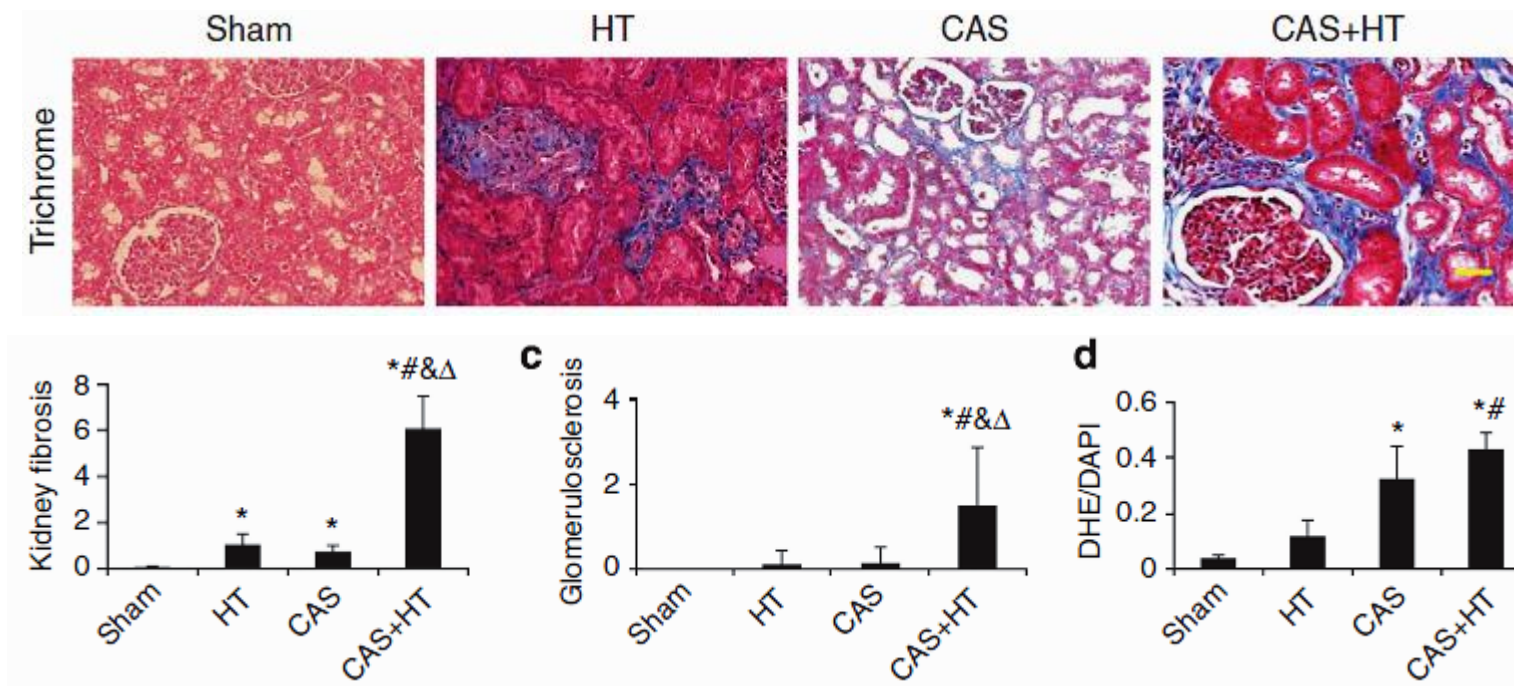 Sham HT CAS CAS+HT
Trichrome
Kidney fibrosis
8
6
4
2
0
*
*
*#&Δ
Sham HT CAS CAS+HT
c
Glomerulosclerosis
4
2
0
*#&Δ
Sham HT CAS CAS+HT
d
DHE/DAPI
0.6
0.4
0.2
0
*
*#
Sham HT CAS CAS+HT